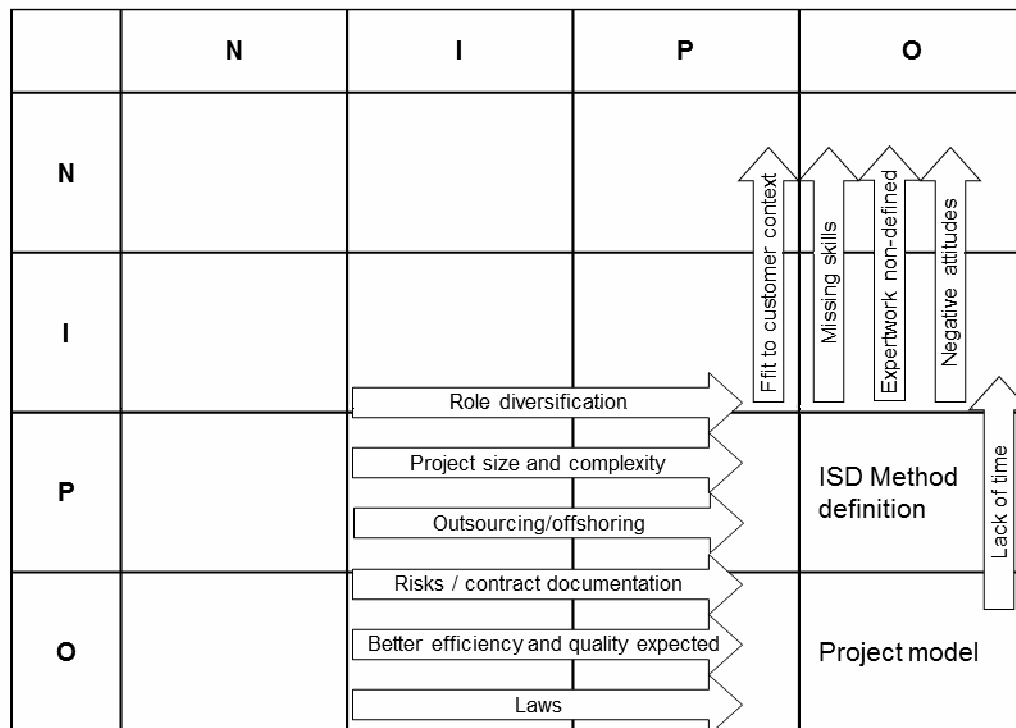 N I P O
N
I
P
O
Ffit to customer context
Missing skills
Expertwork non-defined
Negative attitudes
Lack of time
Role diversification
Project size and complexity
Outsourcing/offshoring
Risks / contract documentation
Better efficiency and quality expected
Laws
ISD Method
definition
Project model